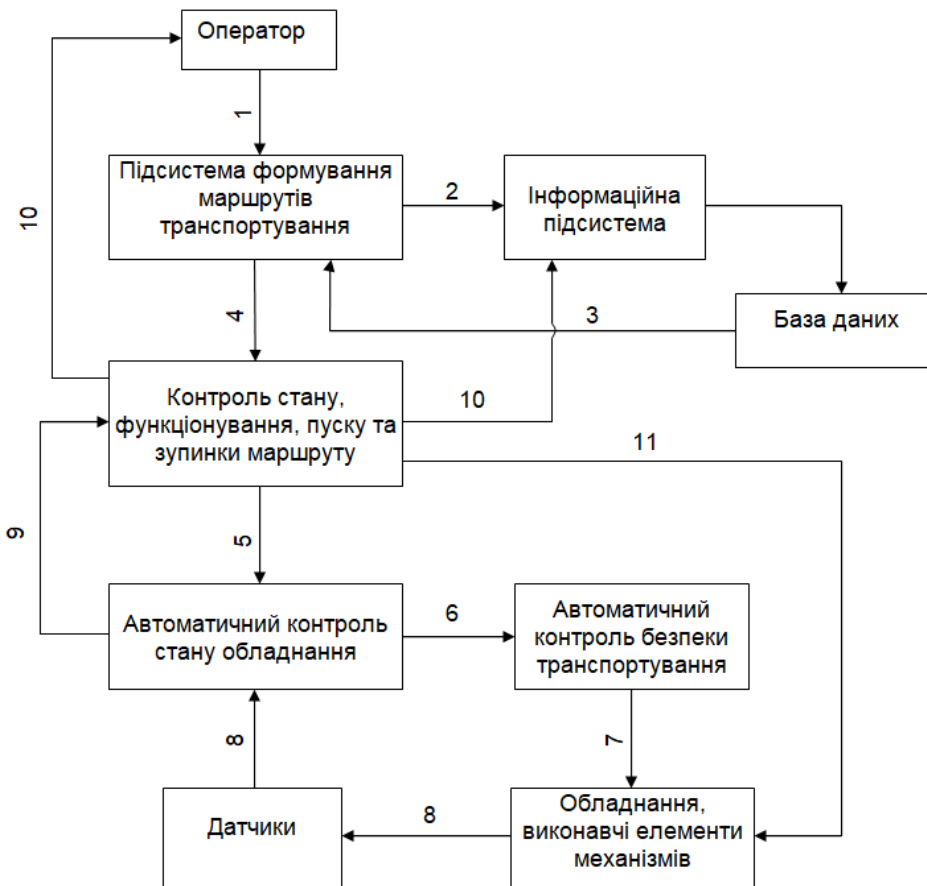 Оператор
1
Підсистема формування
маршрутів
транспортування
2
Інформаційна
підсистема
10
3
База даних
4
Контроль стану,
функціонування, пуску та
зупинки маршруту
10
11
9
5
Автоматичний контроль
стану обладнання
6
Автоматичний
контроль безпеки
транспортування
8
7
Датчики
8
Обладнання,
виконавчі елементи
механізмів